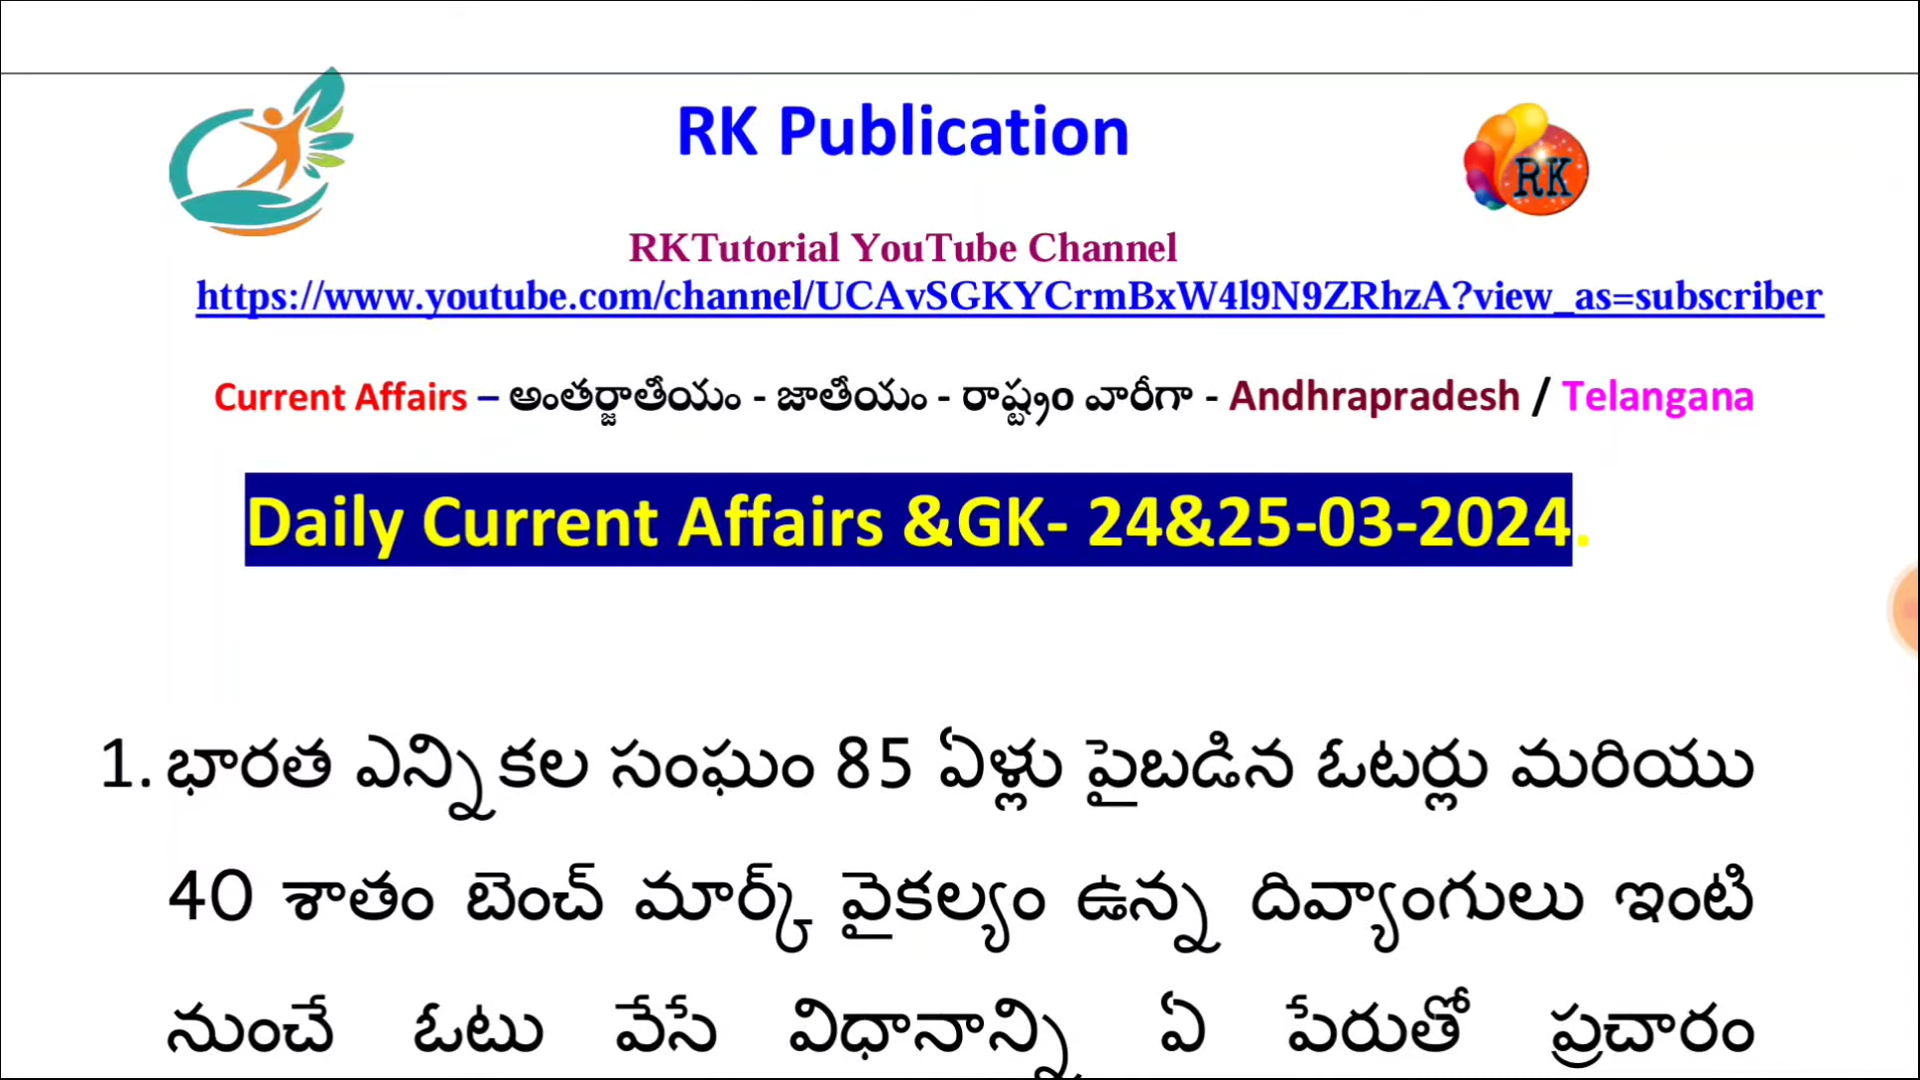 RK Publication
RK
RKTutorial YouTube Channel
https://www.youtube.com/channel/UCAvSGKYCrmBxW4l9N9ZRhzA?view_as=subscriber
Current Affairs – అంతర్జాతీయం - జాతీయం - రాష్ట్రం వారీగా - Andhrapradesh / Telangana
Daily Current Affairs &GK- 24&25-03-2024.
1. భారత ఎన్నికల సంఘం 85 ఏళ్లు పైబడిన ఓటర్లు మరియు
40 శాతం బెంచ్ మార్క్ వైకల్యం ఉన్న దివ్యాంగులు ఇంటి
నుంచే ఓటు వేసే విధానాన్ని ఏ పేరుతో ప్రచారం